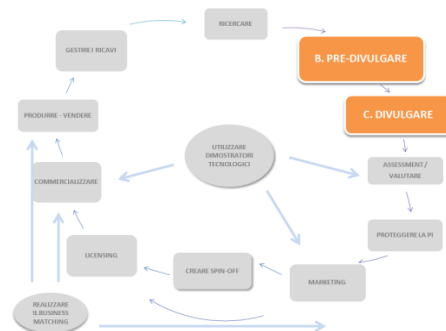 RICERCARE
GESTIRE I RICAVI
B. PRE-DIVULGARE
PRODURRE - VENDERE
C. DIVULGARE
UTILIZZARE
DIMOSTRATORI
TECNOLOGICI
ASSESSMENT /
VALUTARE
COMMERCIALIZZARE
PROTEGGERE LA PI
LICENSING
CREARE SPIN-OFF
MARKETING
REALIZZARE
IL BUSINESS
MATCHING